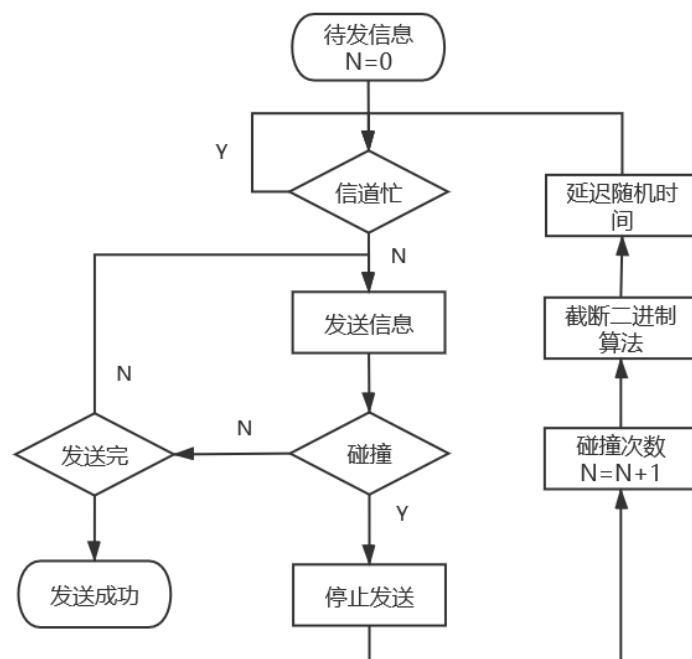 待发信息
N=0
Y
信道忙
延迟随机时
间
N
发送信息
截断二进制
算法
N
N
发送完
碰撞
碰撞次数
N=N+1
Y
发送成功
停止发送